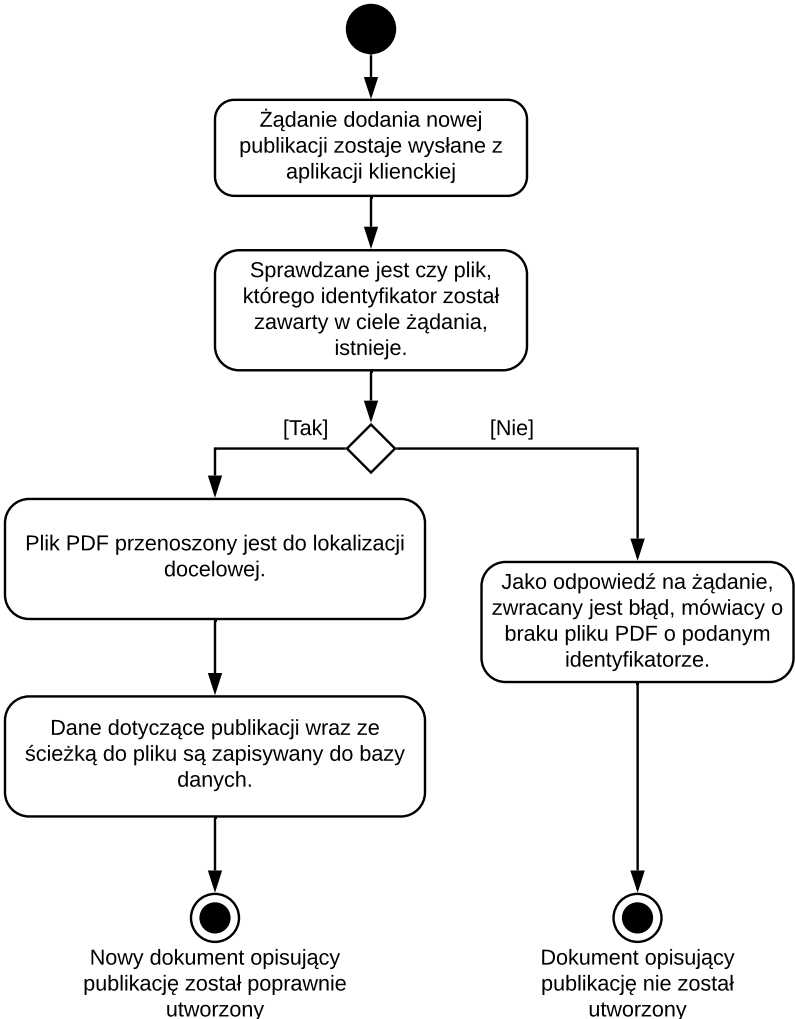 Żądanie dodania nowej
publikacji zostaje wysłane z
aplikacji klienckiej
Sprawdzane jest czy plik,
którego identyfikator został
zawarty w ciele żądania,
istnieje.
[Tak]
[Nie]
Plik PDF przenoszony jest do lokalizacji
docelowej.
Jako odpowiedź na żądanie,
zwracany jest błąd, mówiacy o
braku pliku PDF o podanym
identyfikatorze.
Dane dotyczące publikacji wraz ze
ścieżką do pliku są zapisywany do bazy
danych.
Nowy dokument opisujący
publikację został poprawnie
utworzony
Dokument opisujący
publikację nie został
utworzony